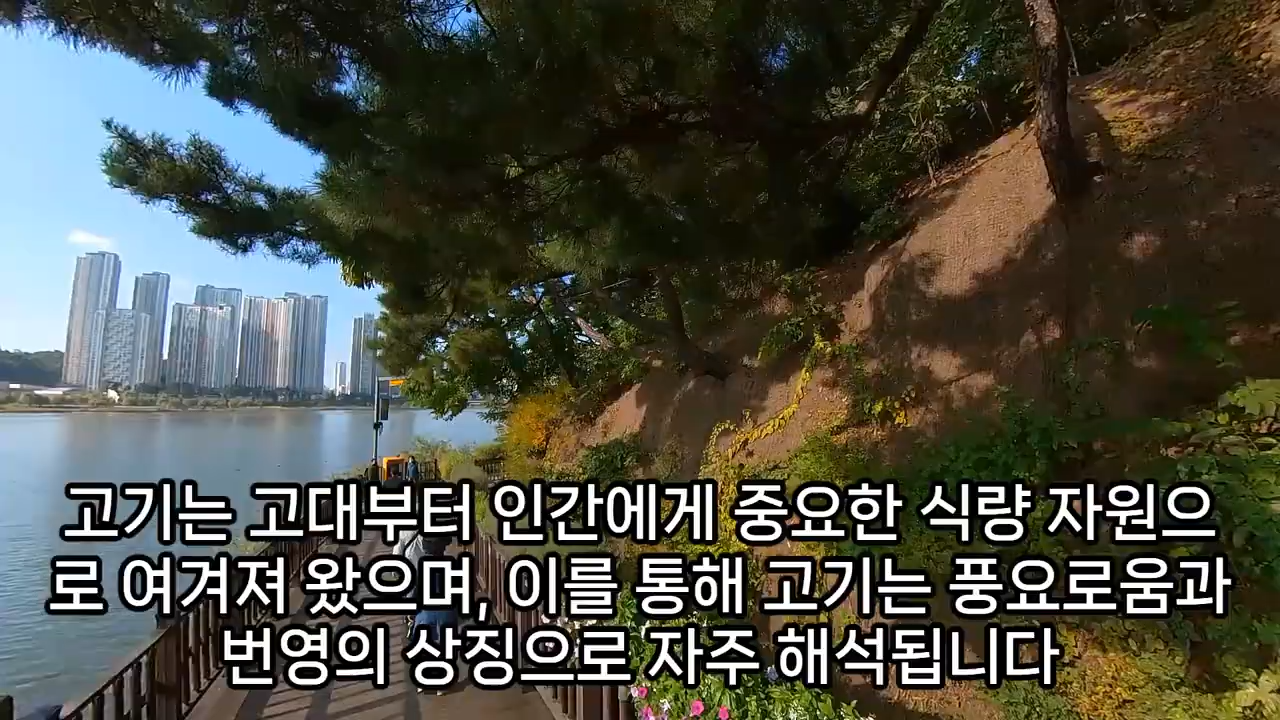 고기는 고대부터 인간에게 중요한 식량 자원으
로 여겨져 왔으며, 이를 통해 고기는 풍요로움과
번영의 상징으로 자주 해석됩니다